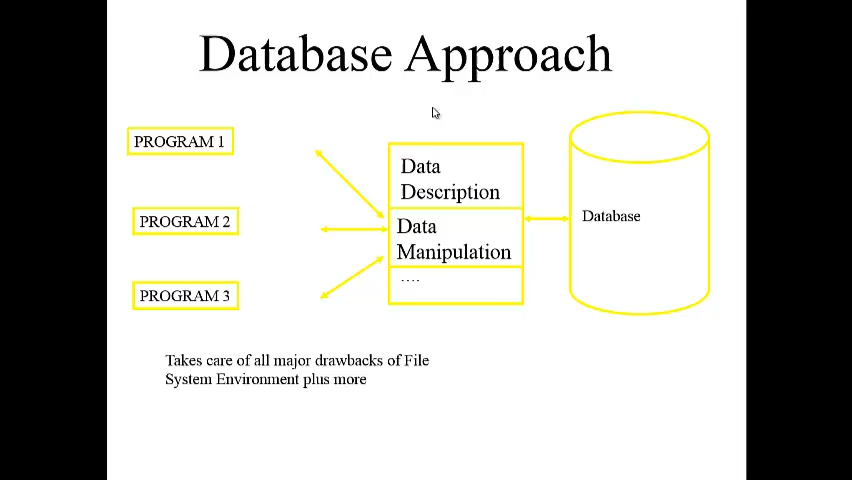 Database Approach
PROGRAM 1
PROGRAM 2
PROGRAM 3
Data
Description
Data
Manipulation
....
Database
Takes care of all major drawbacks of File
System Environment plus more